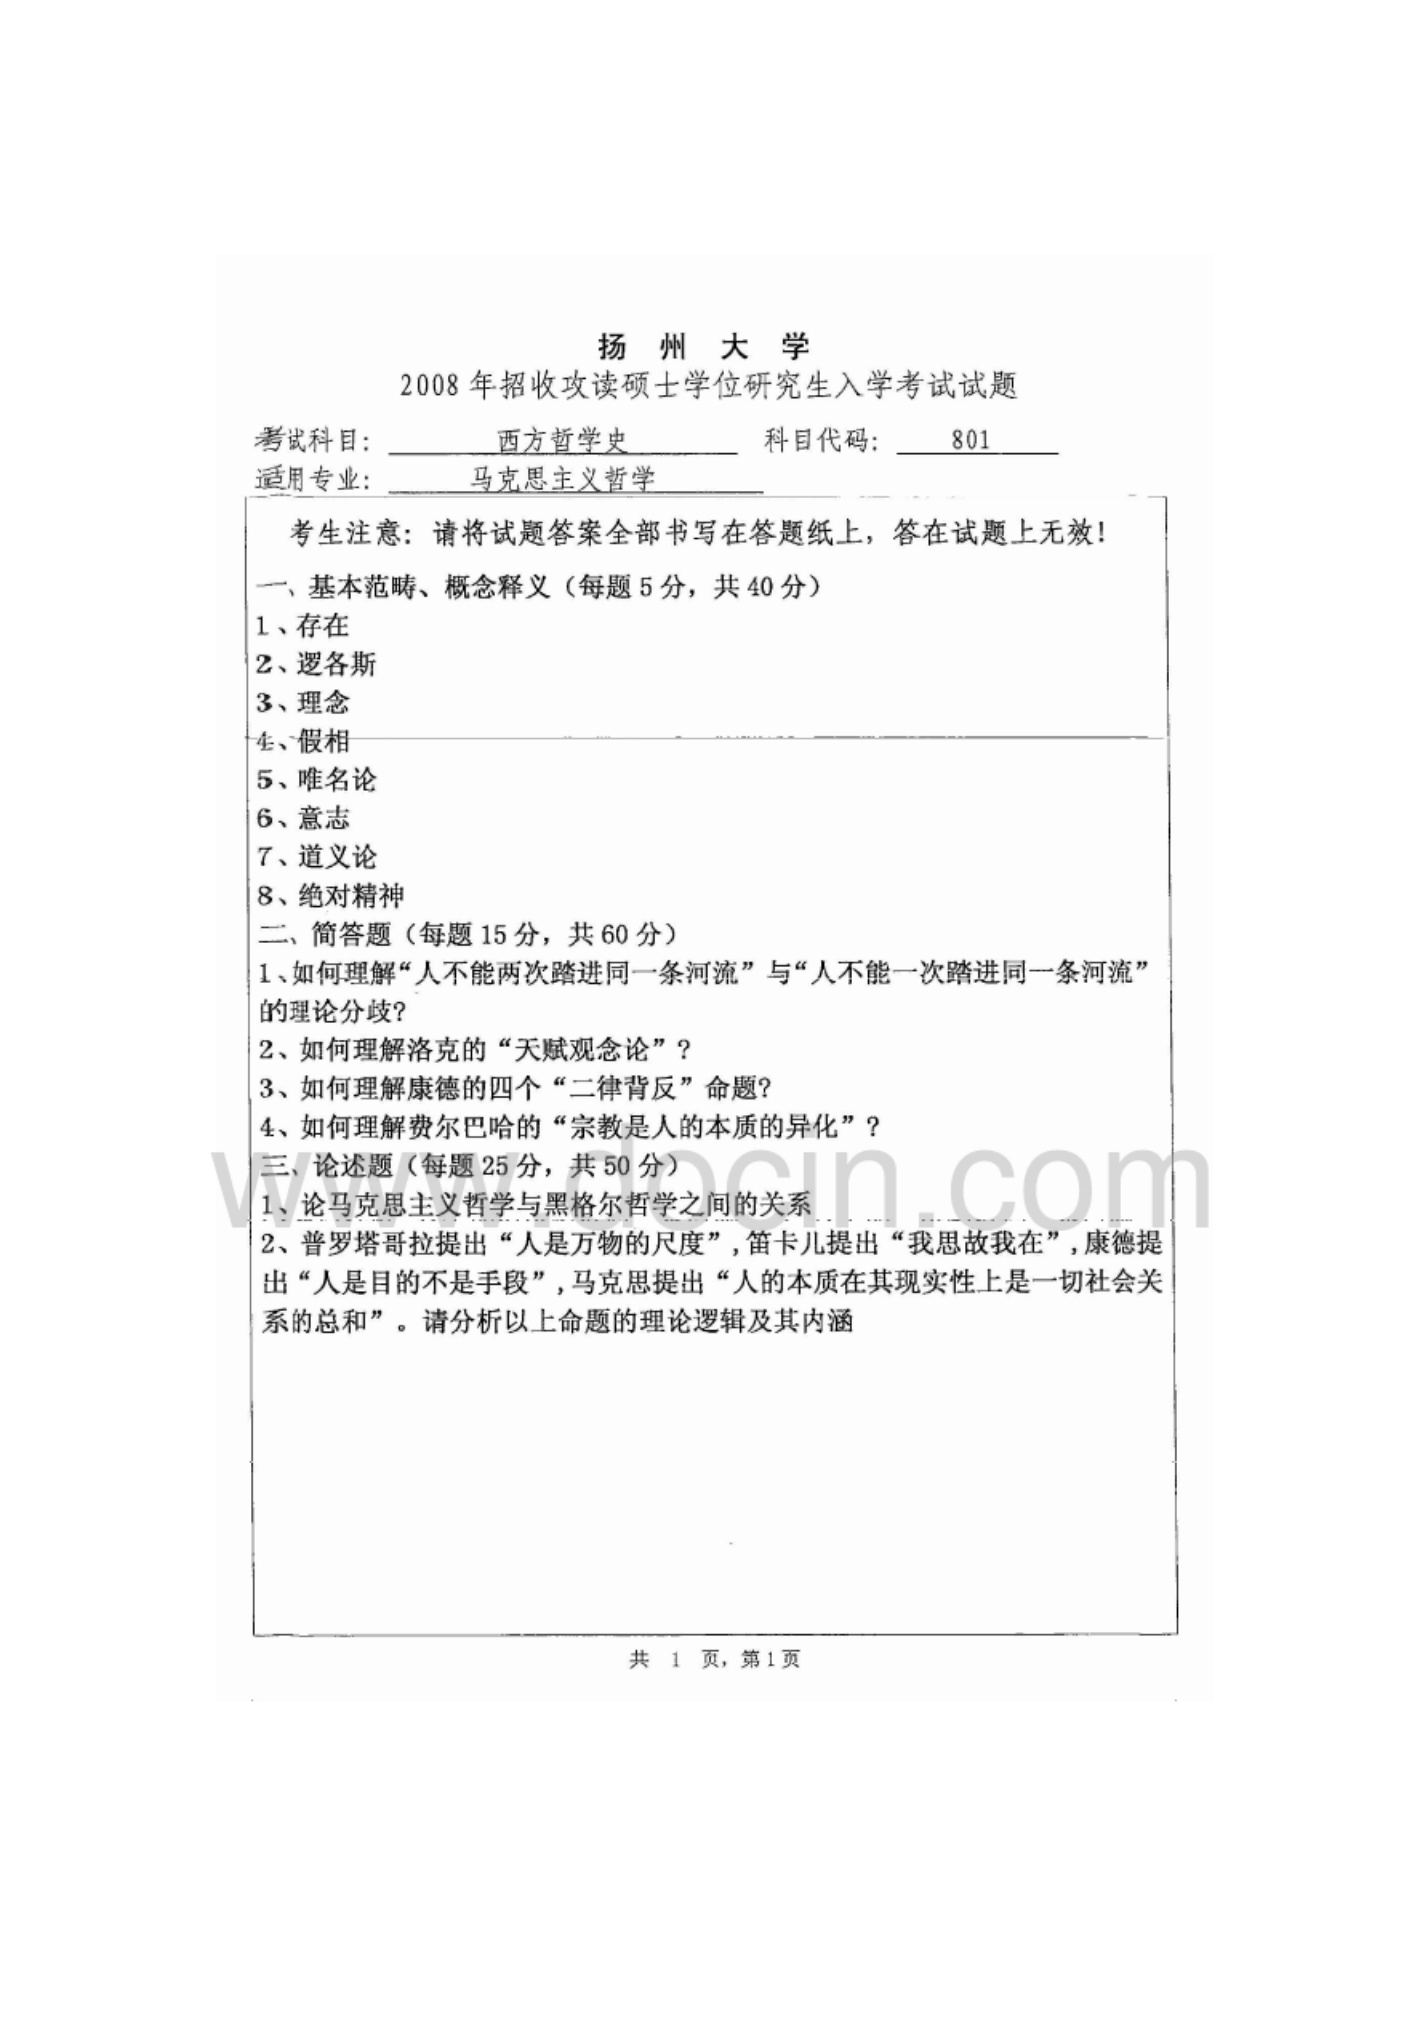 扬 州 大 学
2008 年招收攻读硕士学位研究生入学考试试题
考试科目: 西方哲学史 科目代码: 801
适用专业: 马克思主义哲学
考生注意: 请将试题答案全部书写在答题纸上, 答在试题上无效!
一、基本范畴、概念释义（每题 5 分，共 40 分）
1、存在
2、逻各斯
3、理念
4、假相
5、唯名论
6、意志
7、道义论
8、绝对精神
二、简答题（每题 15 分，共 60 分）
1、如何理解“人不能两次踏进同一条河流”与“人不能一次踏进同一条河流”
的理论分歧?
2、如何理解洛克的“天赋观念论”?
3、如何理解康德的四个“二律背反”命题?
4、如何理解费尔巴哈的“宗教是人的本质的异化”?
三、论述题（每题 25 分，共 50 分）
www.docin.com
1、论马克思主义哲学与黑格尔哲学之间的关系
2、普罗塔哥拉提出“人是万物的尺度”,笛卡儿提出“我思故我在”,康德提
出“人是目的不是手段”,马克思提出“人的本质在其现实性上是一切社会关
系的总和”。请分析以上命题的理论逻辑及其内涵
共 1 页, 第 1 页